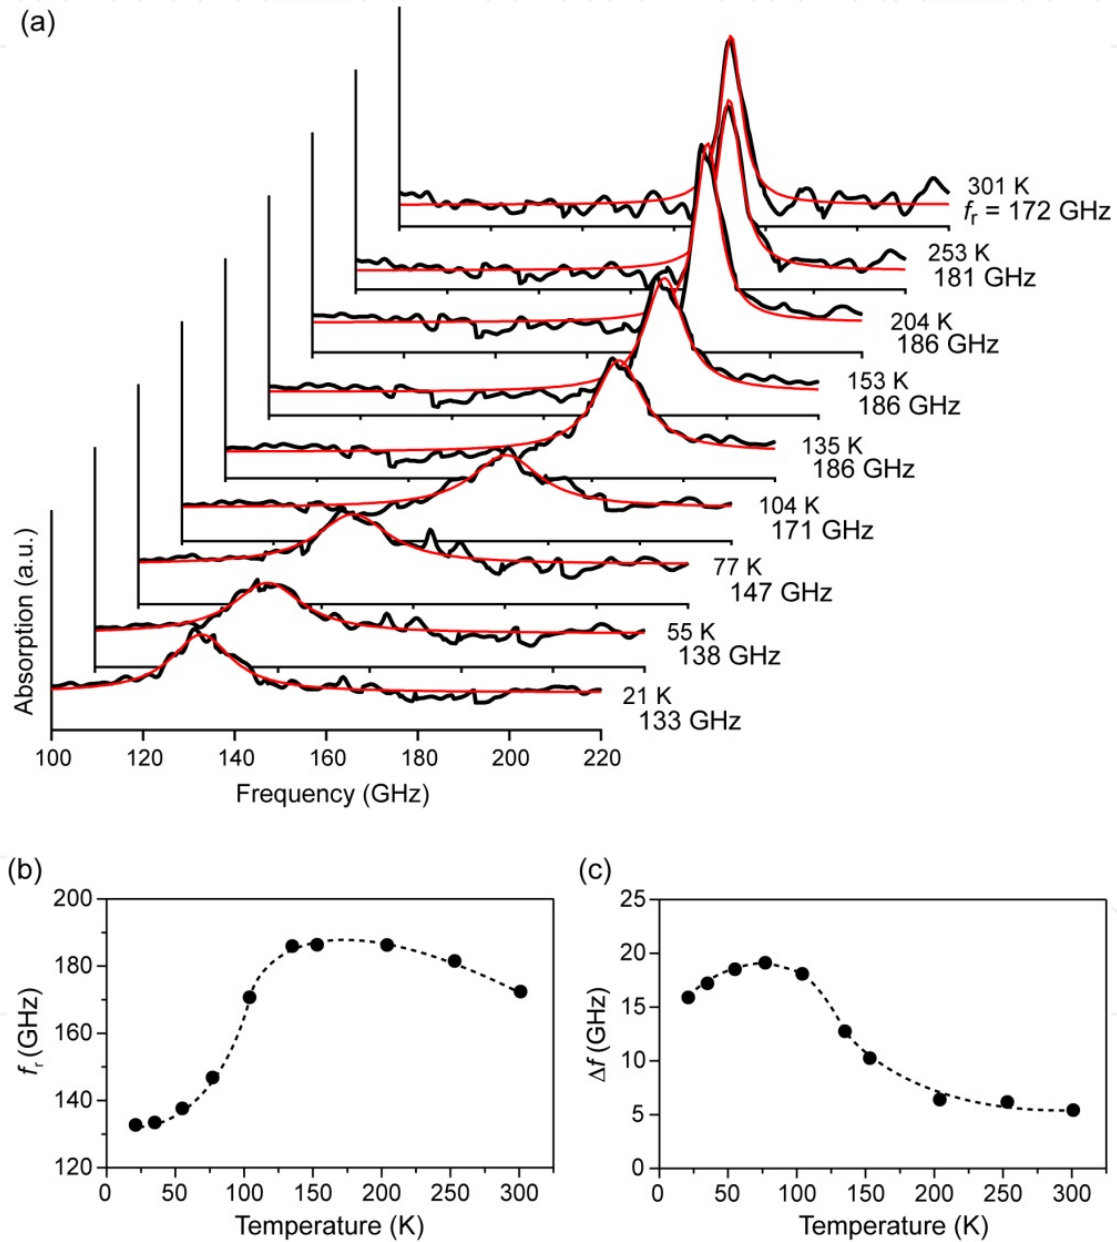 (a)
301 K
fr = 172 GHz
253 K
181 GHz
204 K
186 GHz
153 K
186 GHz
135 K
186 GHz
104 K
171 GHz
77 K
147 GHz
55 K
138 GHz
21 K
133 GHz
Absorption (a.u.)
100 120 140 160 180 200 220
Frequency (GHz)
(b)
200
180
160
140
120
fr (GHz)
0 50 100 150 200 250 300
Temperature (K)
(c)
25
20
15
10
5
0
Δf (GHz)
0 50 100 150 200 250 300
Temperature (K)